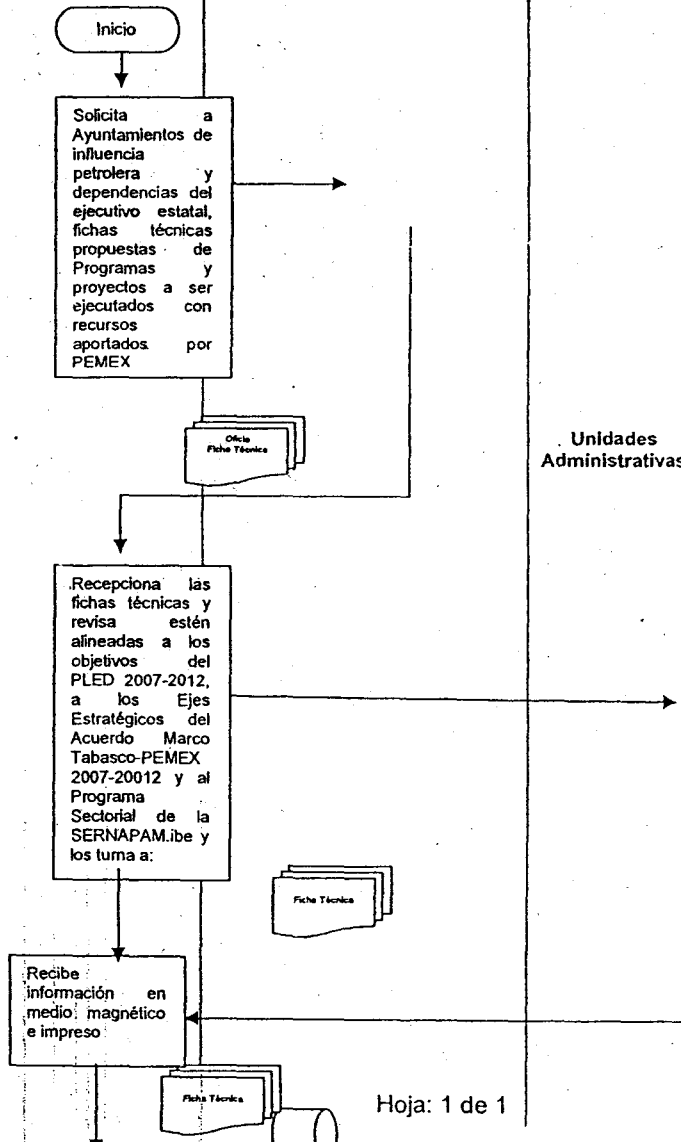 Inicio
Solicita a
Ayuntamientos de
influencia
petrolera y
dependencias del
ejecutivo estatal,
fichas técnicas
propuestas de
Programas y
proyectos a ser
ejecutados con
recursos
aportados por
PEMEX
Oficio
Ficha Técnica
Unidades
Administrativas
Recepciona las
fichas técnicas y
revisa estén
alineadas a los
objetivos del
PLED 2007-2012,
a los Ejes
Estratégicos del
Acuerdo Marco
Tabasco-PEMEX
2007-20012 y al
Programa
Sectorial de la
SERNAPAM.ibe y
los turna a:
Ficha Técnica
Recibe
información en
medio magnético
e impreso
Ficha Técnica
Hoja: 1 de 1